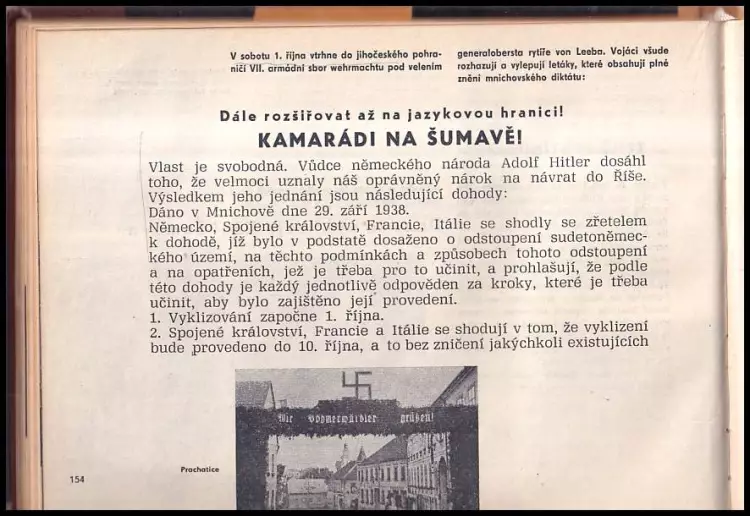 V sobotu 1. října vtrhne do jihočeského pohra-
ničí VII. armádní sbor wehrmachtu pod velením
generalobersta rytíře von Leeba. Vojáci všude
rozhazují a vylepují letáky, které obsahují plné
znění mnichovského diktátu:
Dále rozšiřovat až na jazykovou hranici!
KAMARÁDI NA ŠUMAVĚ!
Vlast je svobodná. Vůdce německého národa Adolf Hitler dosáhl
toho, že velmoci uznaly náš oprávněný nárok na návrat do Říše.
Výsledkem jeho jednání jsou následující dohody:
Dáno v Mnichově dne 29. září 1938.
Německo, Spojené království, Francie, Itálie se shodly se zřetelem
k dohodě, jíž bylo v podstatě dosaženo o odstoupení sudetoněmec-
kého území, na těchto podmínkách a způsobech tohoto odstoupení
a na opatřeních, jež je třeba pro to učinit, a prohlašují, že podle
této dohody je každý jednotlivě odpověden za kroky, které je třeba
učinit, aby bylo zajištěno její provedení.
1. Vyklizování započne 1. října.
2. Spojené království, Francie a Itálie se shodují v tom, že vyklizení
bude provedeno do 10. října, a to bez zničení jakýchkoli existujících
Wir Böhmerwäldler grüßen!
Prachatice
154